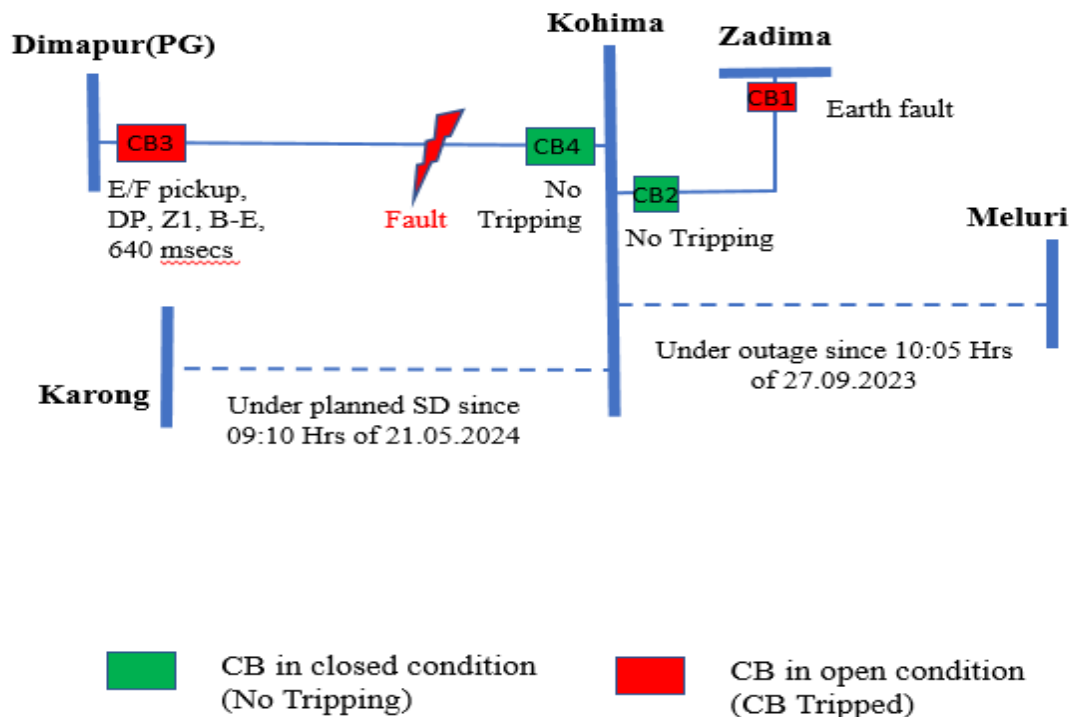 Dimapur(PG)
Kohima
Zadima
CB3
CB4
CB1
Earth fault
E/F pickup,
DP, Z1, B-E,
640 msecs
Fault
No
Tripping
CB2
No Tripping
Meluri
Karong
Under planned SD since
09:10 Hrs of 21.05.2024
Under outage since 10:05 Hrs
of 27.09.2023
CB in closed condition
(No Tripping)
CB in open condition
(CB Tripped)